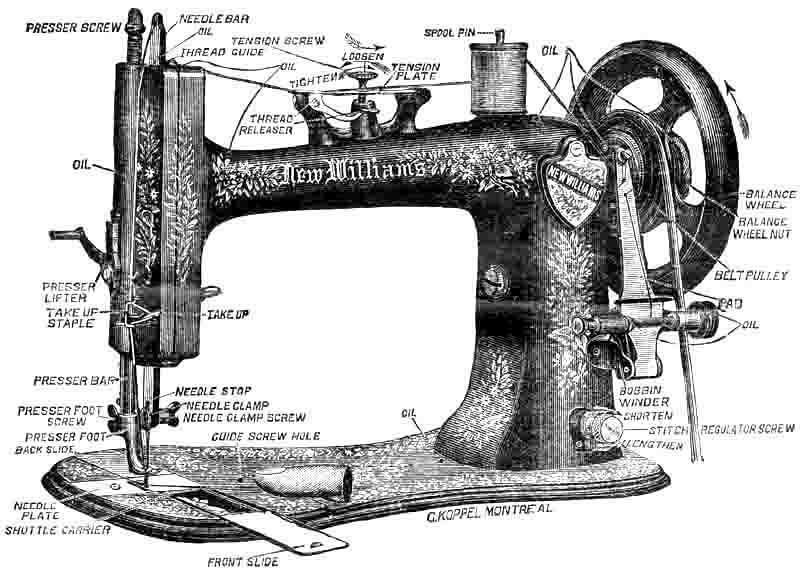 PRESSER SCREW
NEEDLE BAR
OIL
THREAD GUIDE
TENSION SCREW
LOOSEN
TIGHTEN
OIL
TENSION
PLATE
THREAD
RELEASER
SPOOL PIN
OIL
OIL
New Williams
NEW WILLIAMS
BALANCE
WHEEL
BALANCE
WHEEL NUT
BELT PULLEY
PAD
OIL
PRESSER
LIFTER
TAKE UP
STAPLE
TAKE UP
PRESSER BAR
NEEDLE STOP
NEEDLE CLAMP
NEEDLE CLAMP SCREW
PRESSER FOOT
SCREW
PRESSER FOOT
BACK SLIDE
GUIDE SCREW HOLE
OIL
BOBBIN
WINDER
SHORTEN
STITCH REGULATOR SCREW
LENGTHEN
NEEDLE
PLATE
SHUTTLE CARRIER
FRONT SLIDE
G. KOPPEL MONTREAL